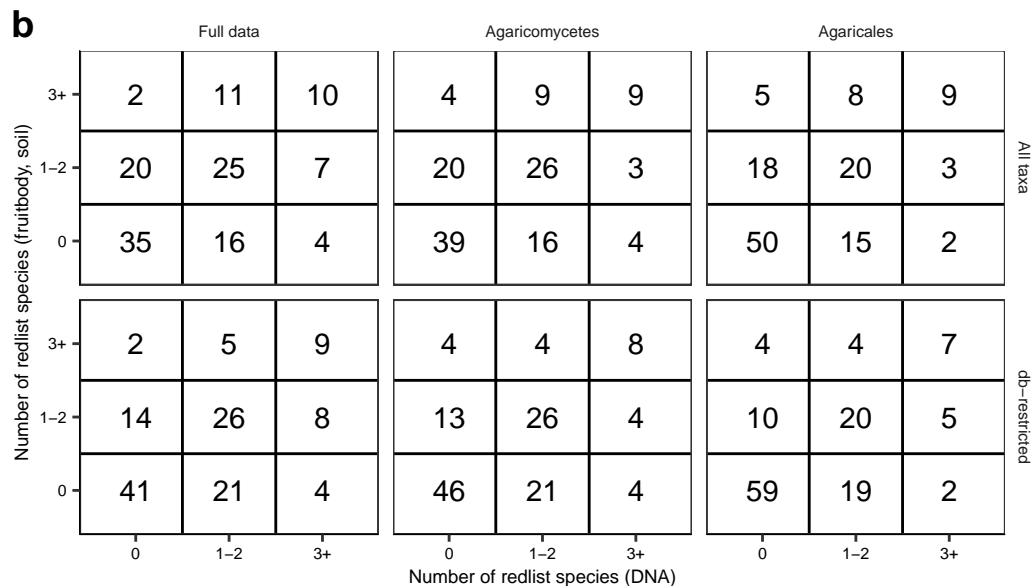 b
Full data
Agaricomycetes
Agaricales
Number of redlist species (fruitbody, soil)
3+
2 11 10 4 9 9 5 8 9
1−2
20 25 7 20 26 3 18 20 3
0
35 16 4 39 16 4 50 15 2
All taxa
3+
2 5 9 4 4 8 4 4 7
1−2
14 26 8 13 26 4 10 20 5
0
41 21 4 46 21 4 59 19 2
db−restricted
0 1−2 3+ 0 1−2 3+ 0 1−2 3+
Number of redlist species (DNA)